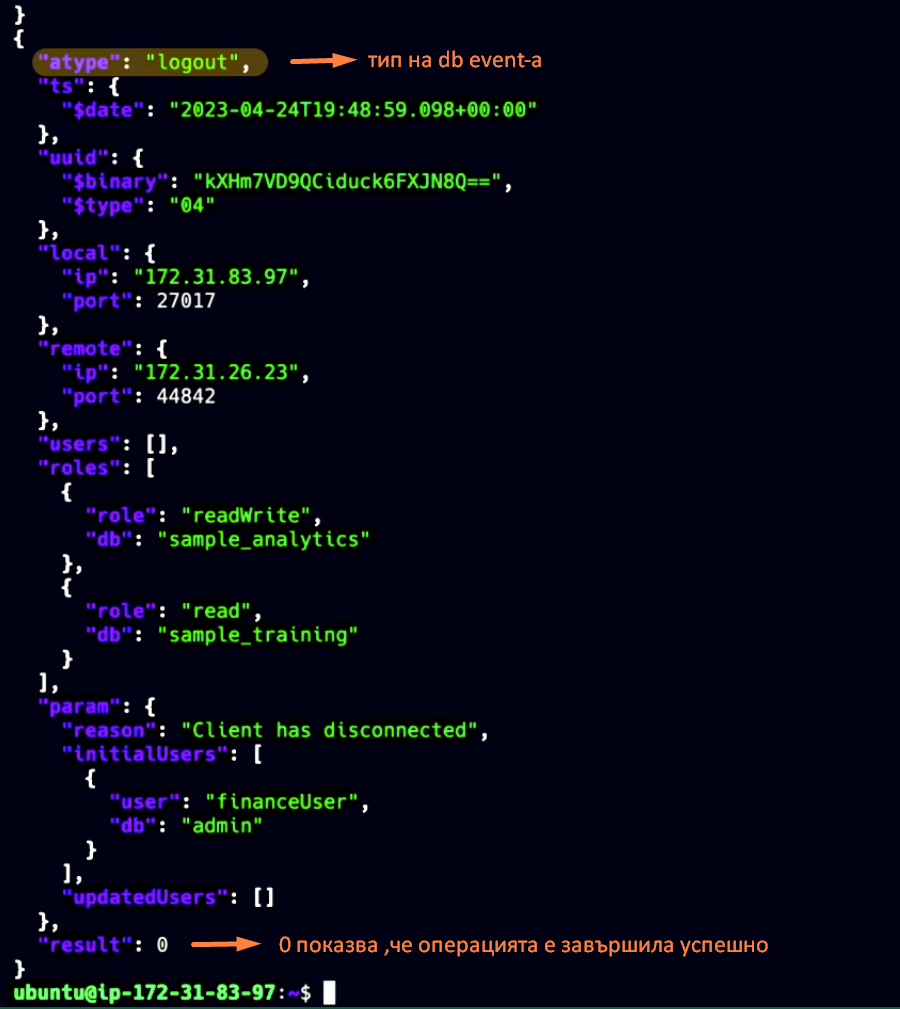 }
{
"atype": "logout", тип на db event-а
"ts": {
"$date": "2023-04-24T19:48:59.098+00:00"
},
"uuid": {
"$binary": "kXHm7VD9QCiduck6FXJN8Q==",
"$type": "04"
},
"local": {
"ip": "172.31.83.97",
"port": 27017
},
"remote": {
"ip": "172.31.26.23",
"port": 44842
},
"users": [],
"roles": [
{
"role": "readWrite",
"db": "sample_analytics"
},
{
"role": "read",
"db": "sample_training"
}
],
"param": {
"reason": "Client has disconnected",
"initialUsers": [
{
"user": "financeUser",
"db": "admin"
}
],
"updatedUsers": []
},
"result": 0 0 показва ,че операцията е завършила успешно
}
ubuntu@ip-172-31-83-97:~$